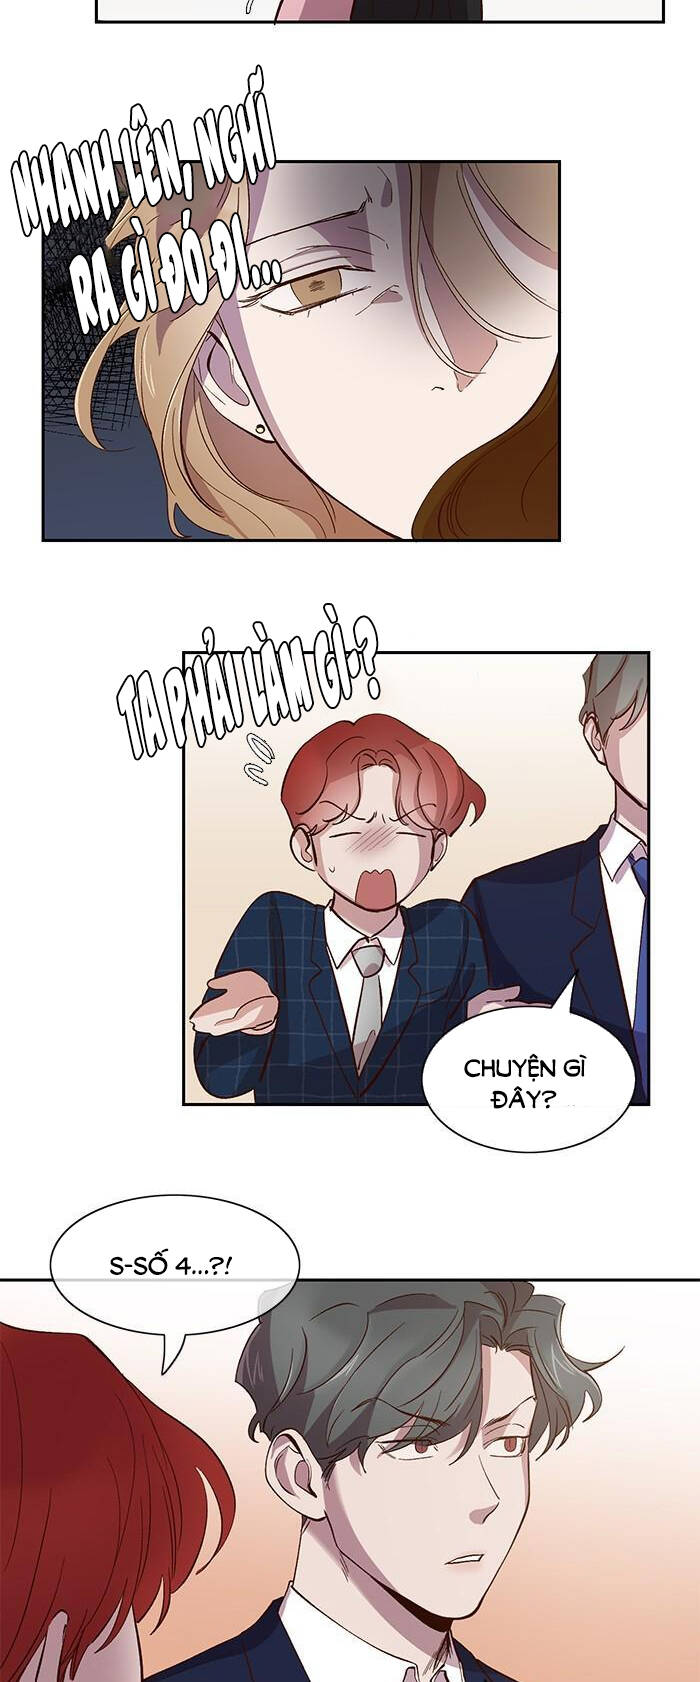 NHANH LÊN, NGHĨ
RA GÌ ĐÓ ĐI...
TA PHẢI LÀM GÌ?
CHUYỆN GÌ
ĐÂY?
S-SỐ 4...?!